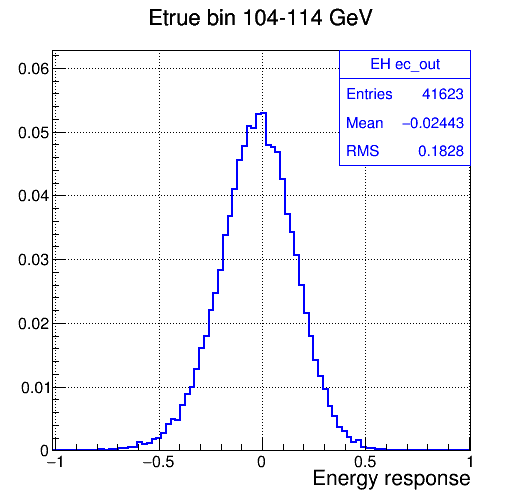 Etrue bin 104-114 GeV
EH ec_out
Entries 41623
Mean −0.02443
RMS 0.1828
0.06
0.05
0.04
0.03
0.02
0.01
0
−1 −0.5 0 0.5 1
Energy response